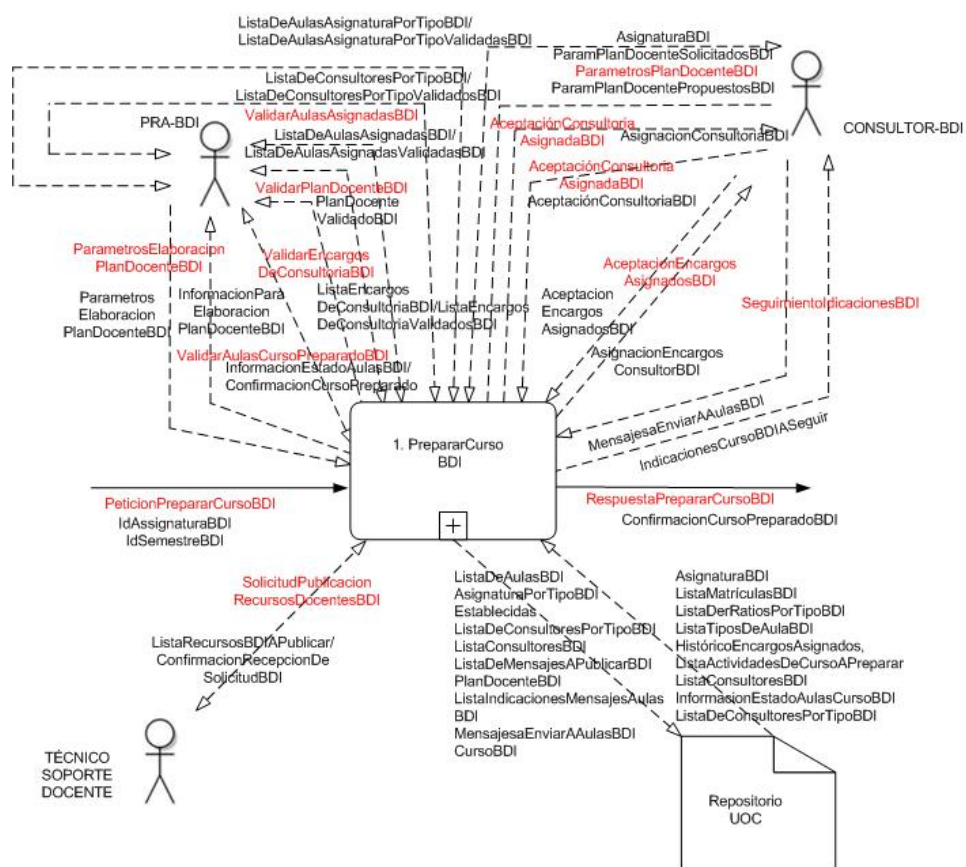 ListaDeAulasAsignaturaPorTipoBDI/
ListaDeAulasAsignaturaPorTipoValidadasBDI
AsignaturaBDI
ParamPlanDocenteSolicitadosBDI
ParametrosPlanDocenteBDI
ParamPlanDocentePropuestosBDI
ListaDeConsultoresPorTipoBDI/
ListaDeConsultoresPorTipoValidadosBDI
ValidarAulasAsignadasBDI
PRA-BDI
ListaDeAulasAsignadasBDI/
ListaDeAulasAsignadasValidadasBDI
AceptaciónConsultoria
AsignadaBDI
AsignacionConsultoriaBDI
CONSULTOR-BDI
AceptaciónConsultoria
AsignadaBDI
AceptaciónConsultoriaBDI
ValidarPlanDocenteBDI
PlanDocente
ValidadoBDI
ParametrosElaboracion
PlanDocenteBDI
Parametros
Elaboracion
PlanDocenteBDI
InformacionPara
Elaboracion
PlanDocenteBDI
ValidarEncargos
DeConsultoriaBDI
ListaEncargos
DeConsultoriaBDI/ListaEncargos
DeConsultoriaValidadosBDI
AceptacionEncargos
AsignadosBDI
Aceptacion
Encargos
AsignadosBDI
SeguimientoIdicacionesBDI
ValidarAulasCursoPreparadoBDI
InformacionEstadoAulasBDI/
ConfirmacionCursoPreparado
AsignacionEncargos
ConsultorBDI
MensajesaEnviarAAulasBDI
IndicacionesCursoBDIASeguir
1. PrepararCurso
BDI
PeticionPrepararCursoBDI
IdAssignaturaBDI
IdSemestreBDI
RespuestaPrepararCursoBDI
ConfirmacionCursoPreparadoBDI
SolicitudPublicacion
RecursosDocentesBDI
ListaRecursosBDIAPublicar/
ConfirmacionRecepcionDe
SolicitudBDI
ListaDeAulasBDI
AsignaturaPorTipoBDI
Establecidas
ListaDeConsultoresPorTipoBDI
ListaConsultoresBDI
ListaDeMensajesAPublicarBDI
PlanDocenteBDI
ListaIndicacionesMensajesAulas
BDI
MensajesaEnviarAAulasBDI
CursoBDI
AsignaturaBDI
ListaMatrículasBDI
ListaDerRatiosPorTipoBDI
ListaTiposDeAulaBDI
HistóricoEncargosAsignados,
ListaActividadesDeCursoAPreparar
ListaConsultoresBDI
InformacionEstadoAulasCursoBDI
ListaDeConsultoresPorTipoBDI
TÉCNICO
SOPORTE
DOCENTE
Repositorio
UOC